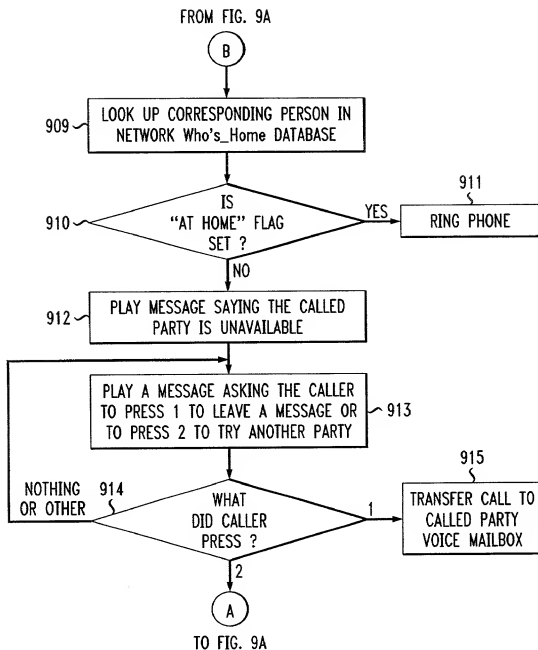 FROM FIG. 9A
B
909
LOOK UP CORRESPONDING PERSON IN
NETWORK Who's_Home DATABASE
910
IS
"AT HOME" FLAG
SET ?
YES
911
RING PHONE
NO
912
PLAY MESSAGE SAYING THE CALLED
PARTY IS UNAVAILABLE
PLAY A MESSAGE ASKING THE CALLER
TO PRESS 1 TO LEAVE A MESSAGE OR
TO PRESS 2 TO TRY ANOTHER PARTY
913
NOTHING
OR OTHER
914
WHAT
DID CALLER
PRESS ?
1
915
TRANSFER CALL TO
CALLED PARTY
VOICE MAILBOX
2
A
TO FIG. 9A